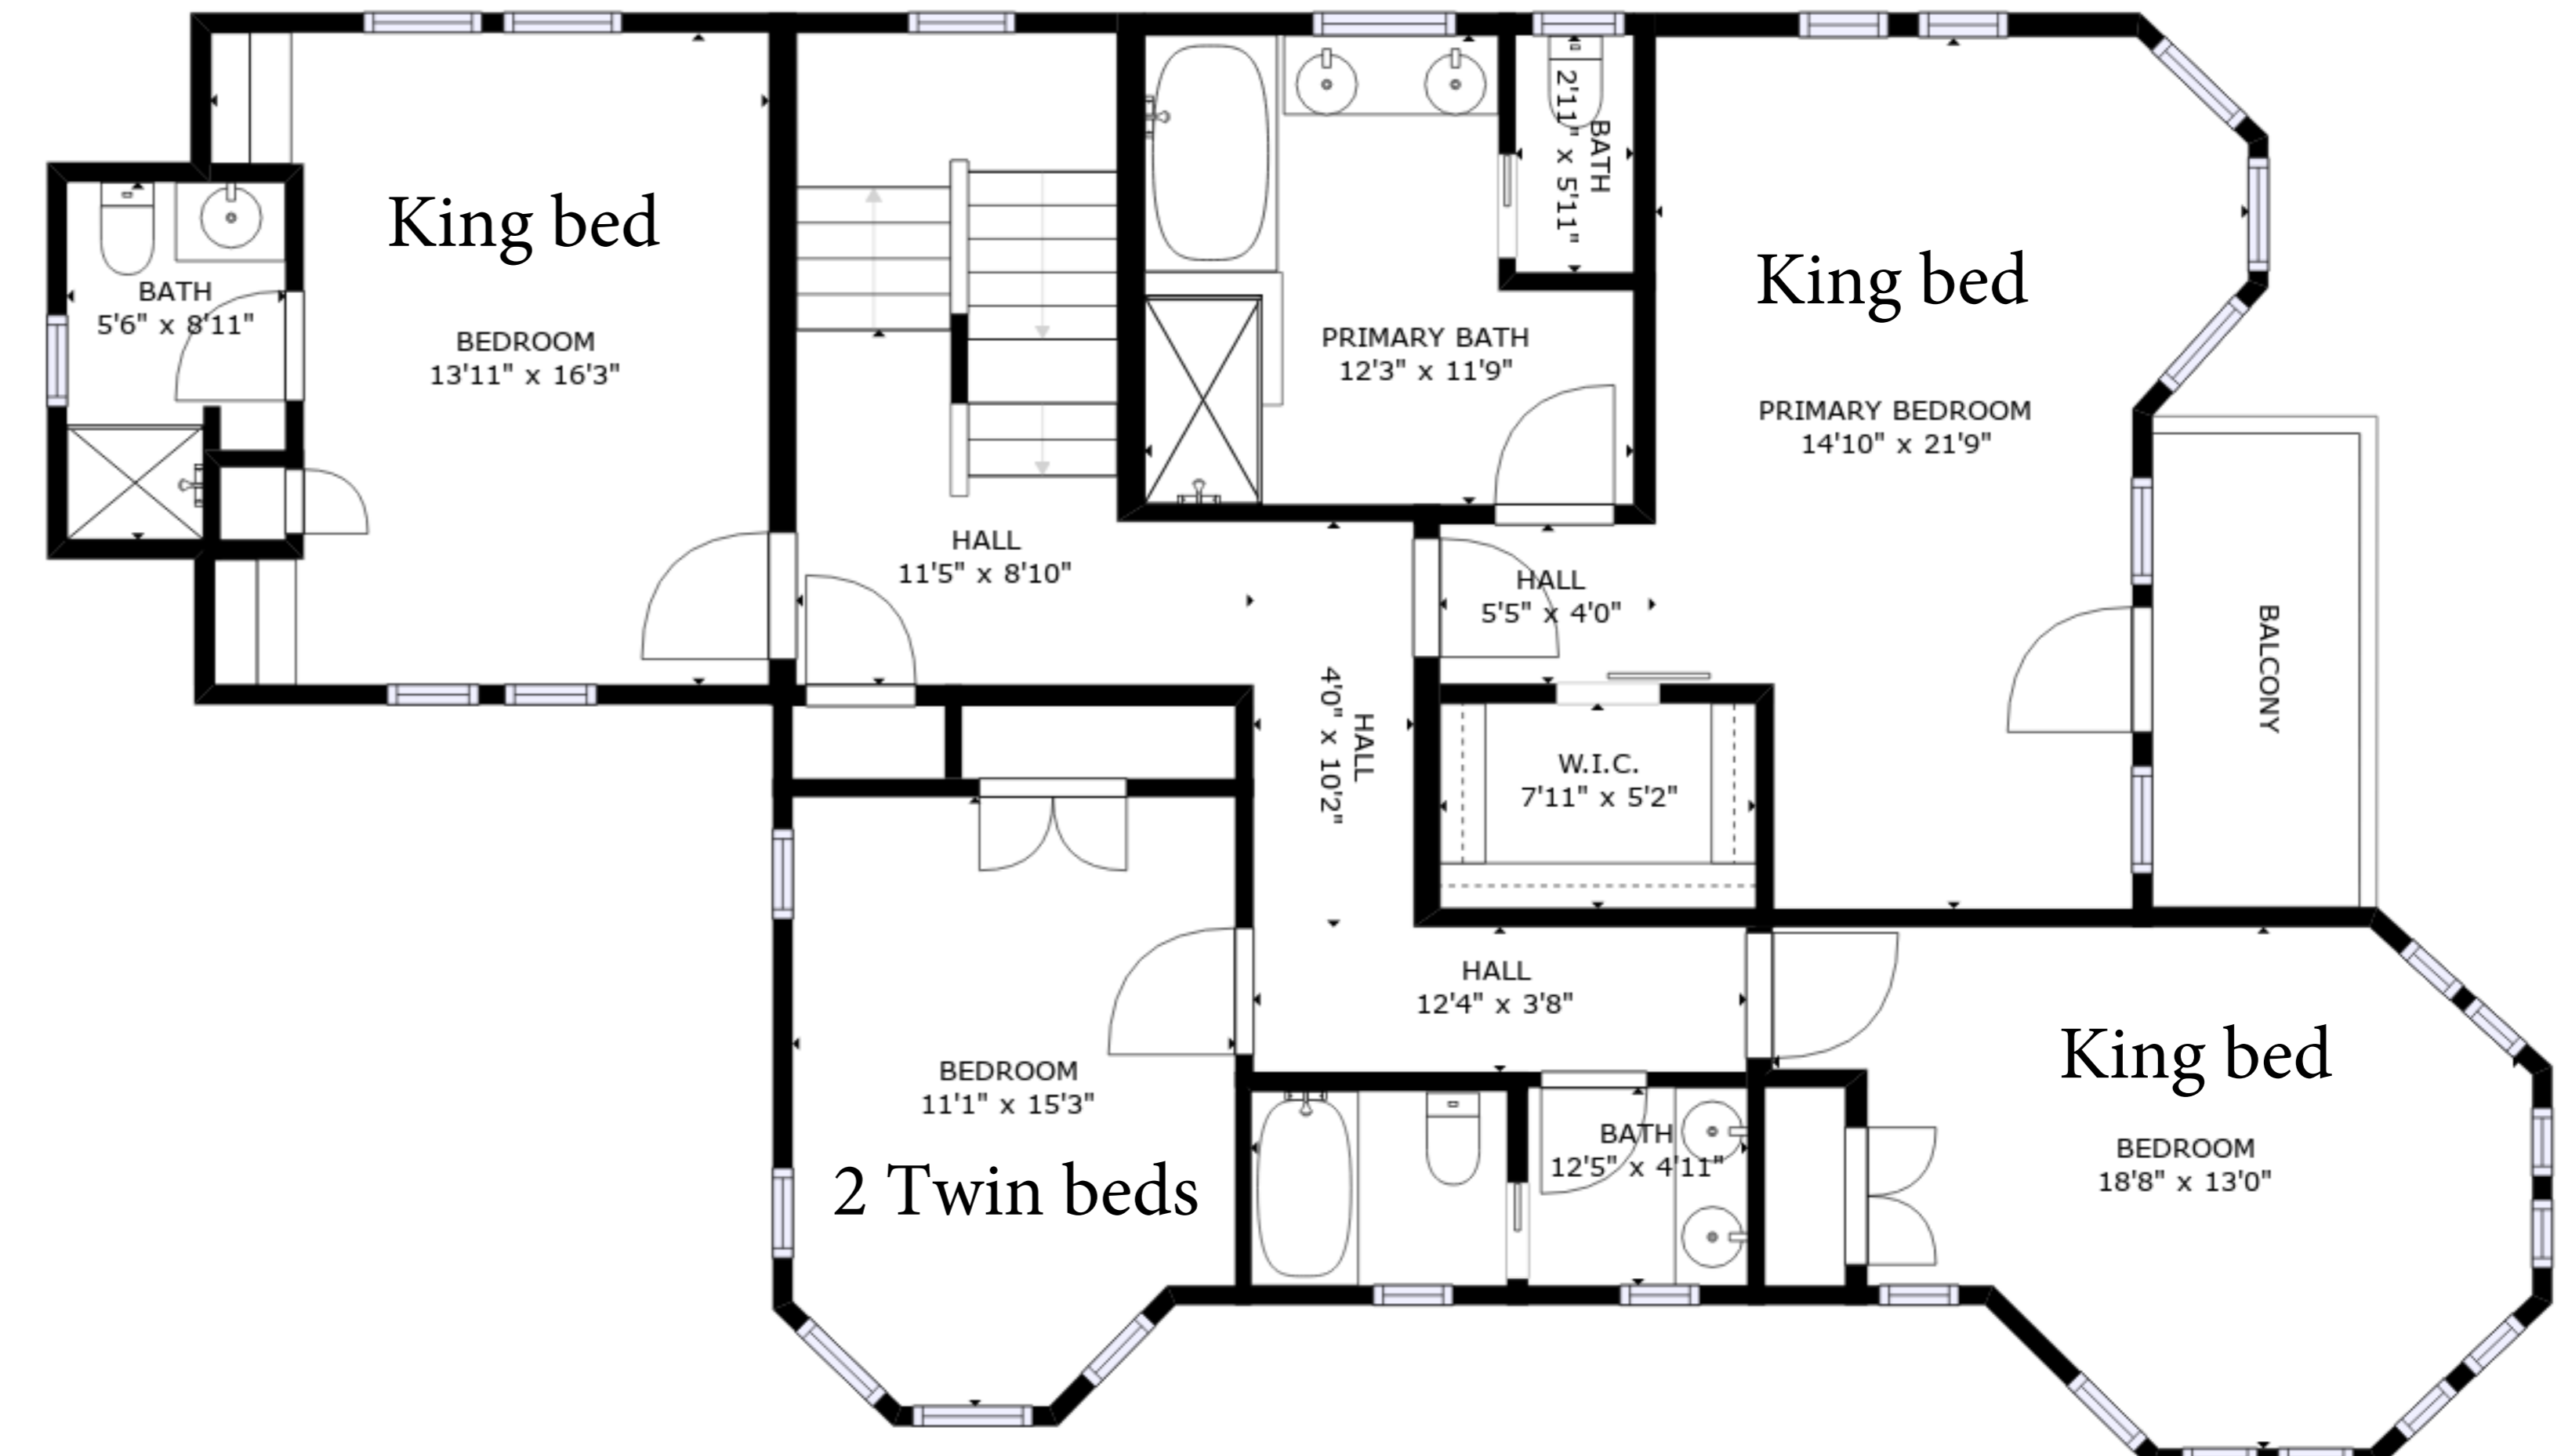 King bed
BEDROOM
13'11" x 16'3"
BATH
5'6" x 8'11"
HALL
11'5" x 8'10"
PRIMARY BATH
12'3" x 11'9"
BATH
2'11" x 5'11"
King bed
PRIMARY BEDROOM
14'10" x 21'9"
HALL
5'5" x 4'0"
BALCONY
HALL
4'0" x 10'2"
W.I.C.
7'11" x 5'2"
HALL
12'4" x 3'8"
BEDROOM
11'1" x 15'3"
2 Twin beds
BATH
12'5" x 4'11"
King bed
BEDROOM
18'8" x 13'0"